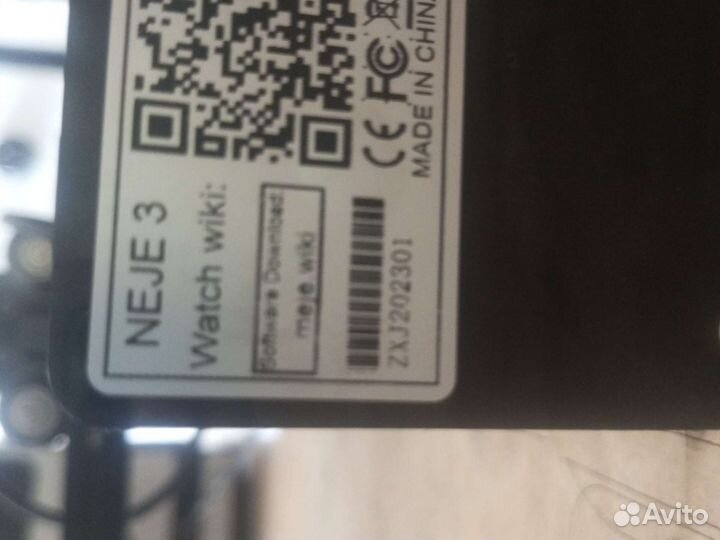 NEJE 3
Watch wiki:
Software Download:
neje.wiki
ZXJ202301
CE FC
MADE IN CHINA
Avito